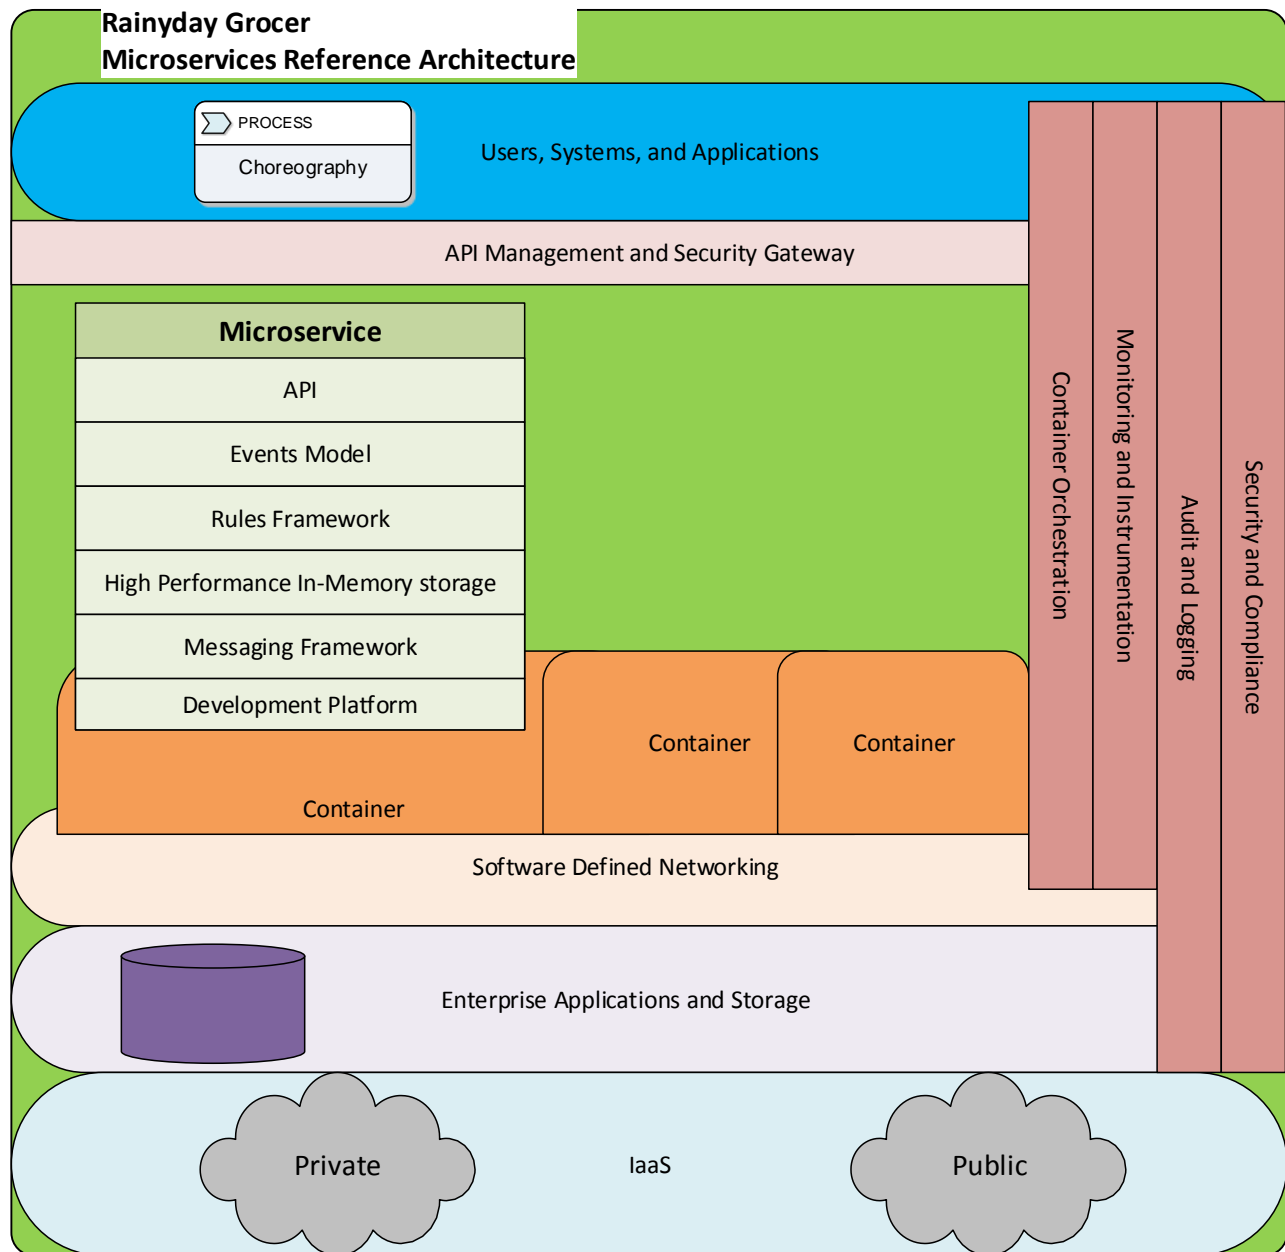 Rainyday Grocer
Microservices Reference Architecture
PROCESS
Choreography
Users, Systems, and Applications
API Management and Security Gateway
Microservice
API
Events Model
Rules Framework
High Performance In-Memory storage
Messaging Framework
Development Platform
Container
Container
Container
Container Orchestration
Monitoring and Instrumentation
Audit and Logging
Security and Compliance
Software Defined Networking
Enterprise Applications and Storage
Private
IaaS
Public